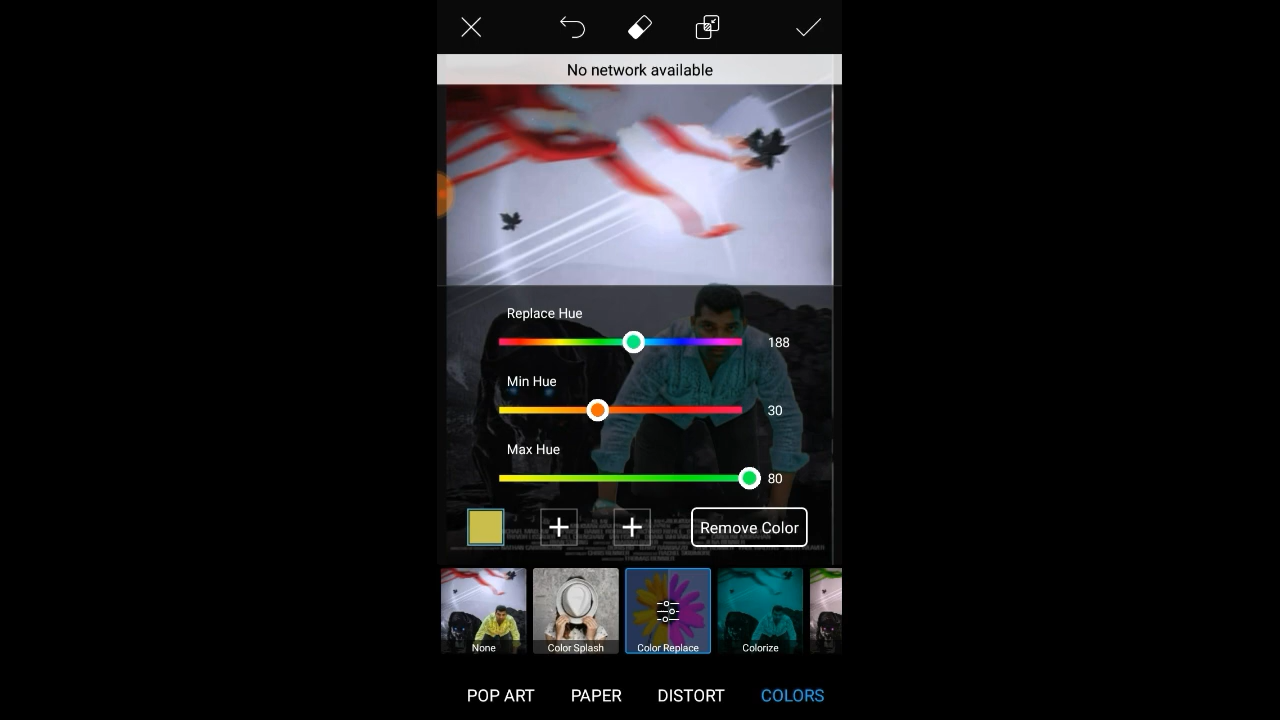 No network available
Replace Hue
188
Min Hue
30
Max Hue
80
Remove Color
None
Color Splash
Color Replace
Colorize
POP ART
PAPER
DISTORT
COLORS